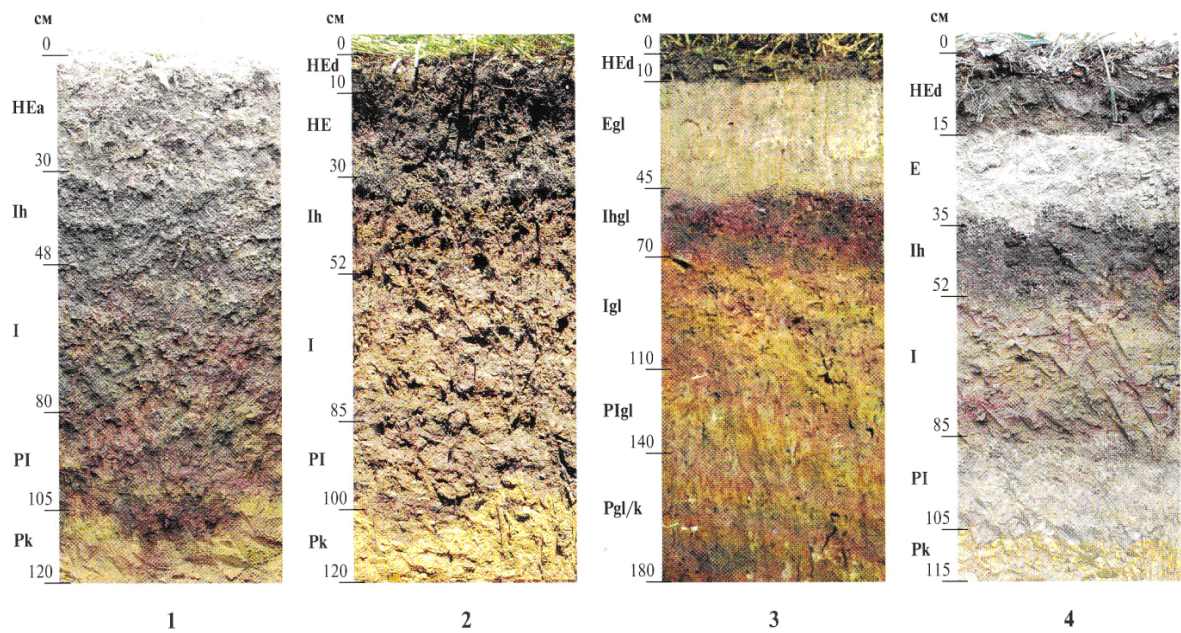 см
0
HEa
30
Ih
48
I
80
PI
105
Pk
120
1
см
0
HEd
10
HE
30
Ih
52
I
85
PI
100
Pk
120
2
см
0
HEd
10
Egl
45
Ihgl
70
Igl
110
PIgl
140
Pgl/k
180
3
см
0
HEd
15
E
35
Ih
52
I
85
PI
105
Pk
115
4